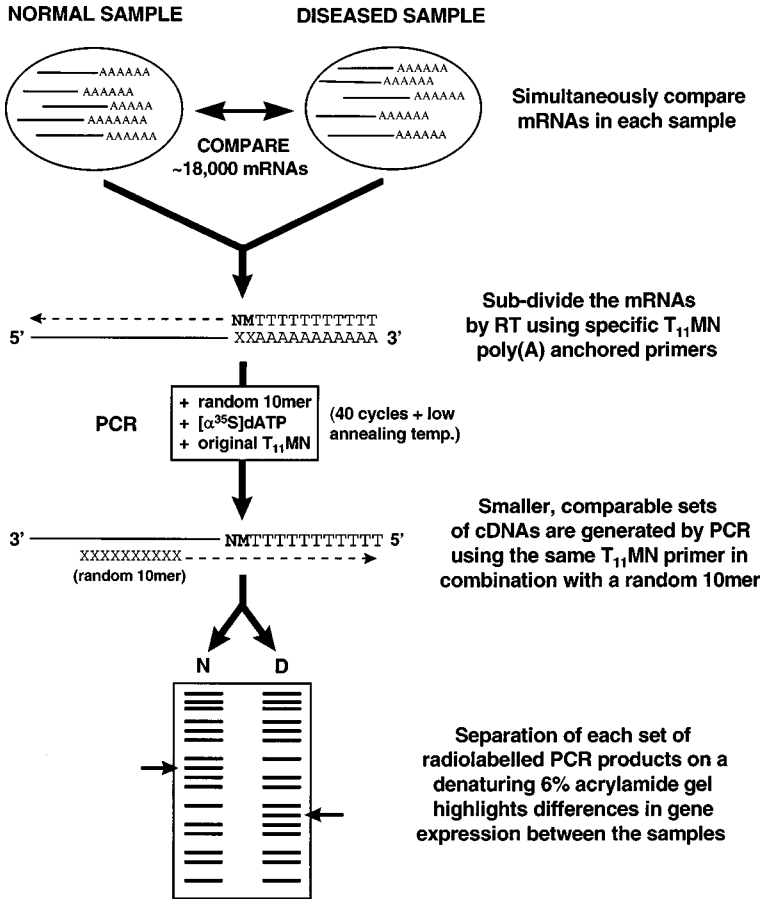 NORMAL SAMPLE
DISEASED SAMPLE
AAAAAA
AAAAAA
AAAAA
AAAAAAA
AAAAAA
AAAAAA
AAAAAA
AAAAAA
AAAAAA
AAAAAA
COMPARE
~18,000 mRNAs
Simultaneously compare
mRNAs in each sample
NMTTTTTTTTTTT
5' XXAAAAAAAAAAA 3'
Sub-divide the mRNAs
by RT using specific T₁₁MN
poly(A) anchored primers
PCR
+ random 10mer
+ [α³⁵S]dATP
+ original T₁₁MN
(40 cycles + low
annealing temp.)
3' NMTTTTTTTTTTT 5'
XXXXXXXXXX
(random 10mer)
Smaller, comparable sets
of cDNAs are generated by PCR
using the same T₁₁MN primer in
combination with a random 10mer
N D
Separation of each set of
radiolabelled PCR products on a
denaturing 6% acrylamide gel
highlights differences in gene
expression between the samples